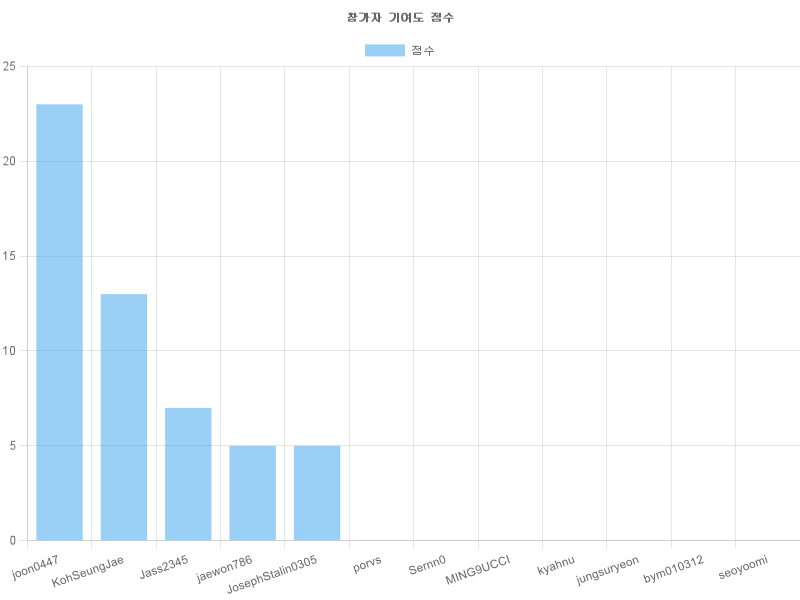 참가자 기여도 점수
점수
25
20
15
10
5
0
joon0447
KohSeungJae
Jass2345
jaewon786
JosephStalin0305
porvs
Sernn0
MING9UCCI
kyahnu
jungsuryeon
bym010312
seoyoomi